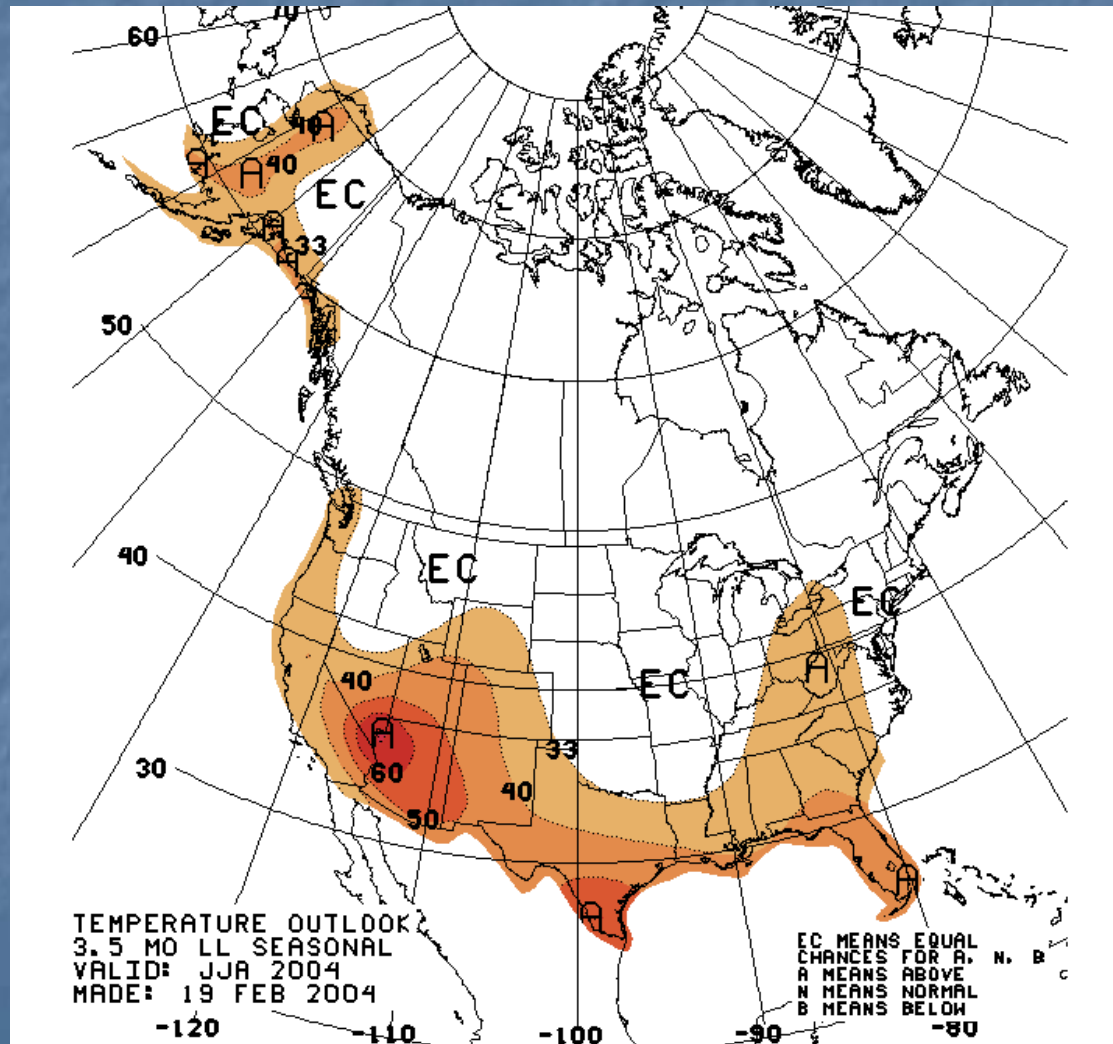 70
60
EC
40
A
A
A
40
EC
A
33
A
50
EC
40
EC
A
EC
40
A
33
60
40
30
50
A
A
TEMPERATURE OUTLOOK
3.5 MO LL SEASONAL
VALID: JJA 2004
MADE: 19 FEB 2004
EC MEANS EQUAL
CHANCES FOR A, N, B
A MEANS ABOVE
N MEANS NORMAL
B MEANS BELOW
-120
-110
-100
-90
-80